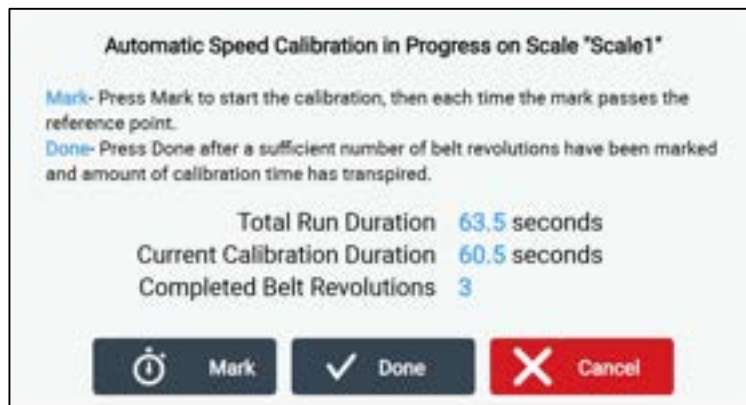 Automatic Speed Calibration in Progress on Scale "Scale1"
Mark- Press Mark to start the calibration, then each time the mark passes the
reference point.
Done- Press Done after a sufficient number of belt revolutions have been marked
and amount of calibration time has transpired.
Total Run Duration 63.5 seconds
Current Calibration Duration 60.5 seconds
Completed Belt Revolutions 3
Mark Done Cancel